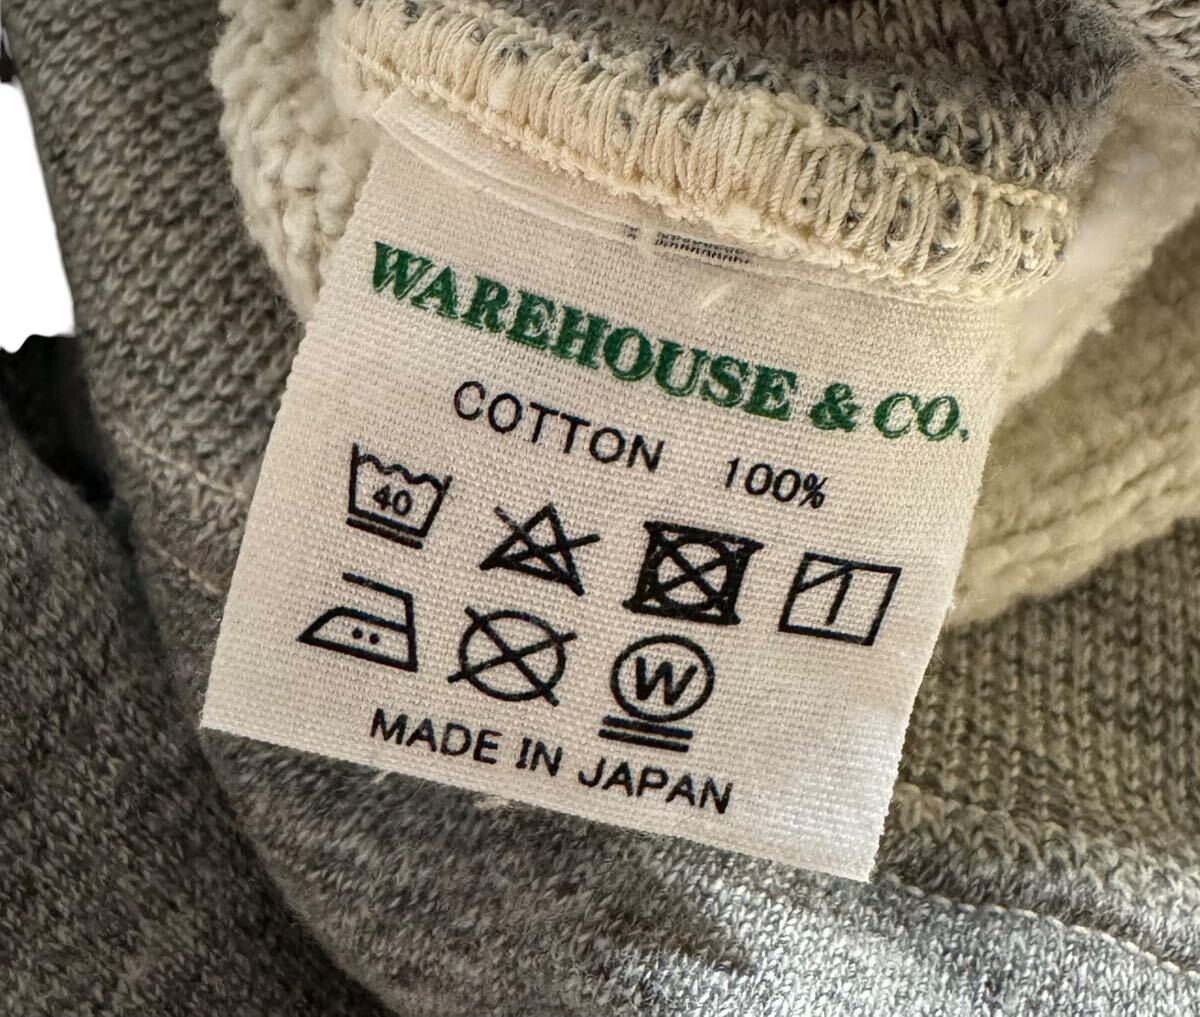 WAREHOUSE & CO.
COTTON 100%
40
W
MADE IN JAPAN